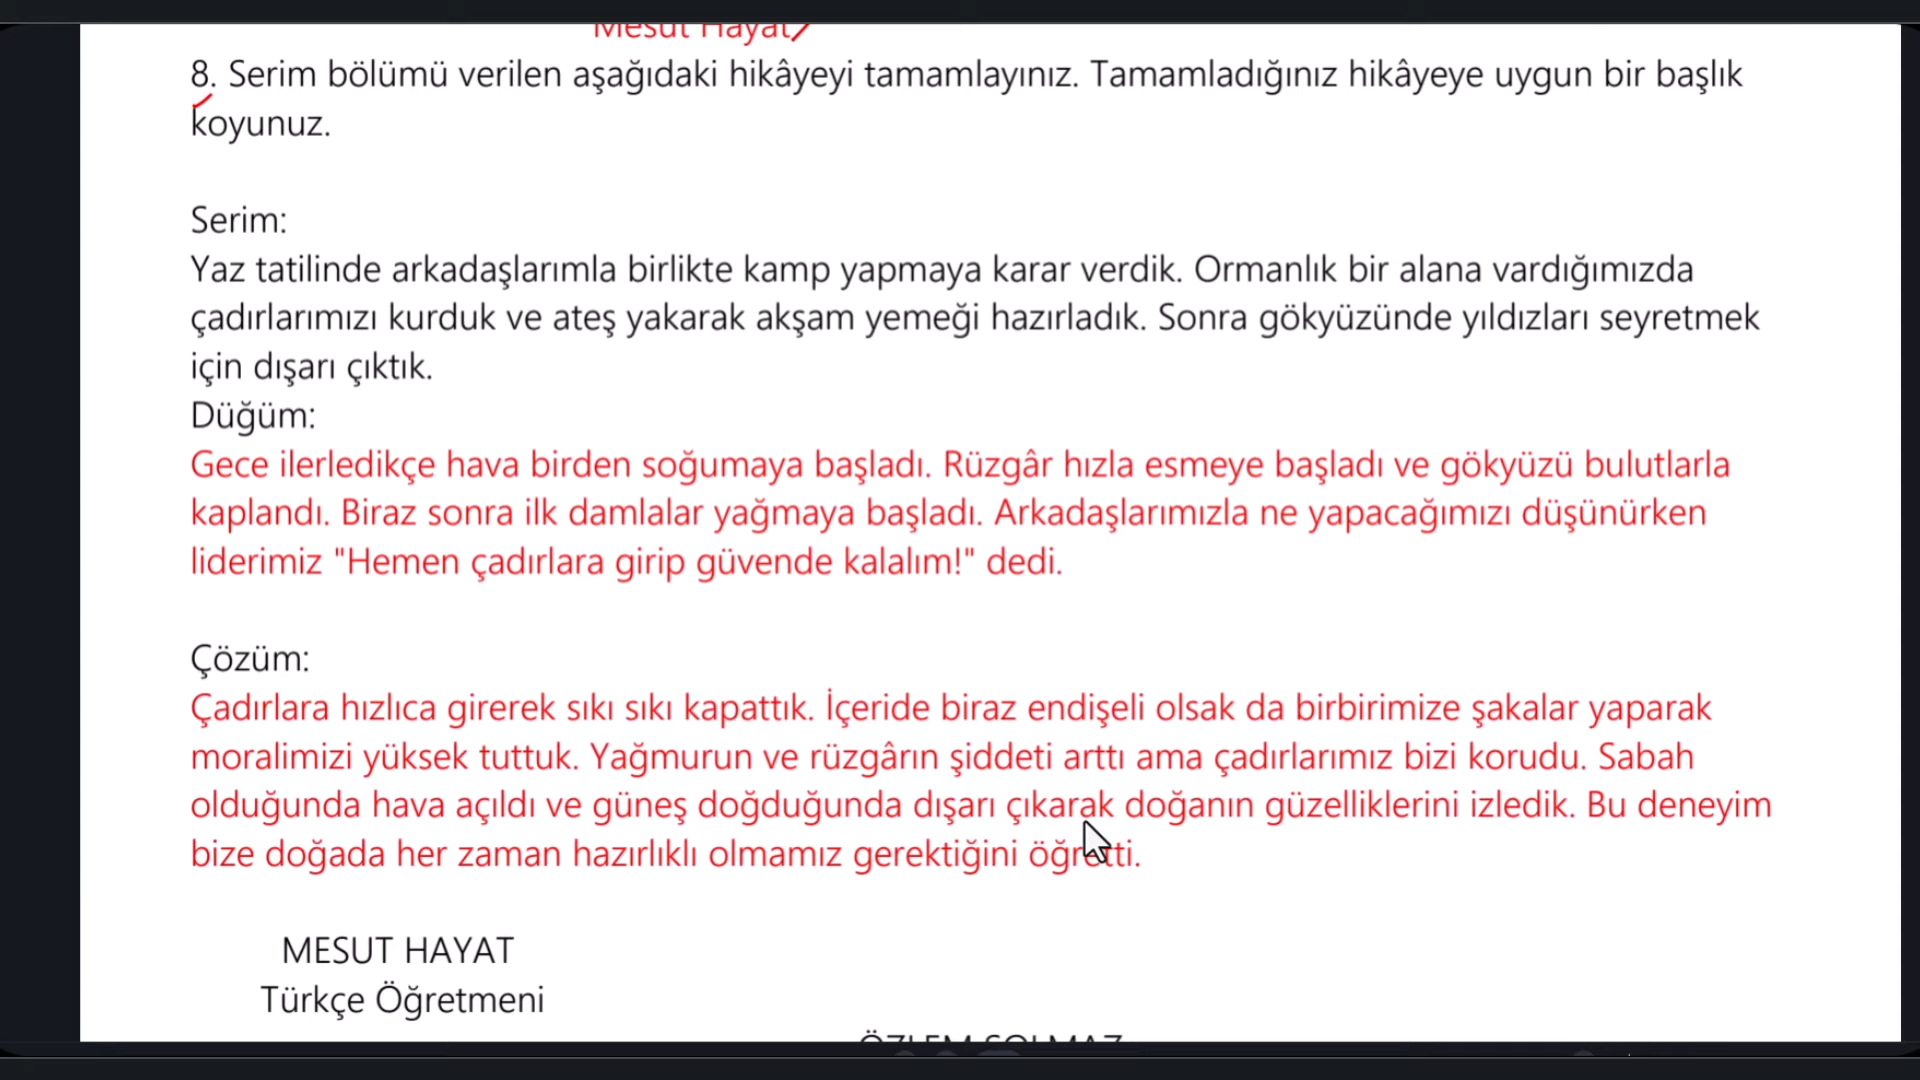 Mesut Hayat
8. Serim bölümü verilen aşağıdaki hikâyeyi tamamlayınız. Tamamladığınız hikâyeye uygun bir başlık
koyunuz.
Serim:
Yaz tatilinde arkadaşlarımla birlikte kamp yapmaya karar verdik. Ormanlık bir alana vardığımızda
çadırlarımızı kurduk ve ateş yakarak akşam yemeği hazırladık. Sonra gökyüzünde yıldızları seyretmek
için dışarı çıktık.
Düğüm:
Gece ilerledikçe hava birden soğumaya başladı. Rüzgâr hızla esmeye başladı ve gökyüzü bulutlarla
kaplandı. Biraz sonra ilk damlalar yağmaya başladı. Arkadaşlarımızla ne yapacağımızı düşünürken
liderimiz "Hemen çadırlara girip güvende kalalım!" dedi.
Çözüm:
Çadırlara hızlıca girerek sıkı sıkı kapattık. İçeride biraz endişeli olsak da birbirimize şakalar yaparak
moralimizi yüksek tuttuk. Yağmurun ve rüzgârın şiddeti arttı ama çadırlarımız bizi korudu. Sabah
olduğunda hava açıldı ve güneş doğduğunda dışarı çıkarak doğanın güzelliklerini izledik. Bu deneyim
bize doğada her zaman hazırlıklı olmamız gerektiğini öğretti.
MESUT HAYAT
Türkçe Öğretmeni
ÖZLEM SOLMAZ